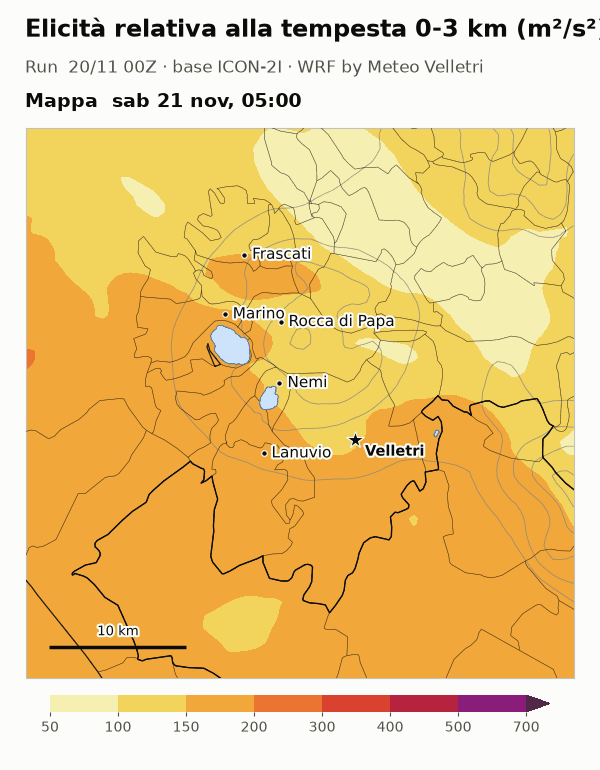 Elicità relativa alla tempesta 0-3 km (m²/s²)
Run  20/11 00Z · base ICON-2I · WRF by Meteo Velletri
Mappa  sab 21 nov, 05:00
Frascati
Marino
Rocca di Papa
Nemi
Velletri
Lanuvio
10 km
50 100 150 200 300 400 500 700